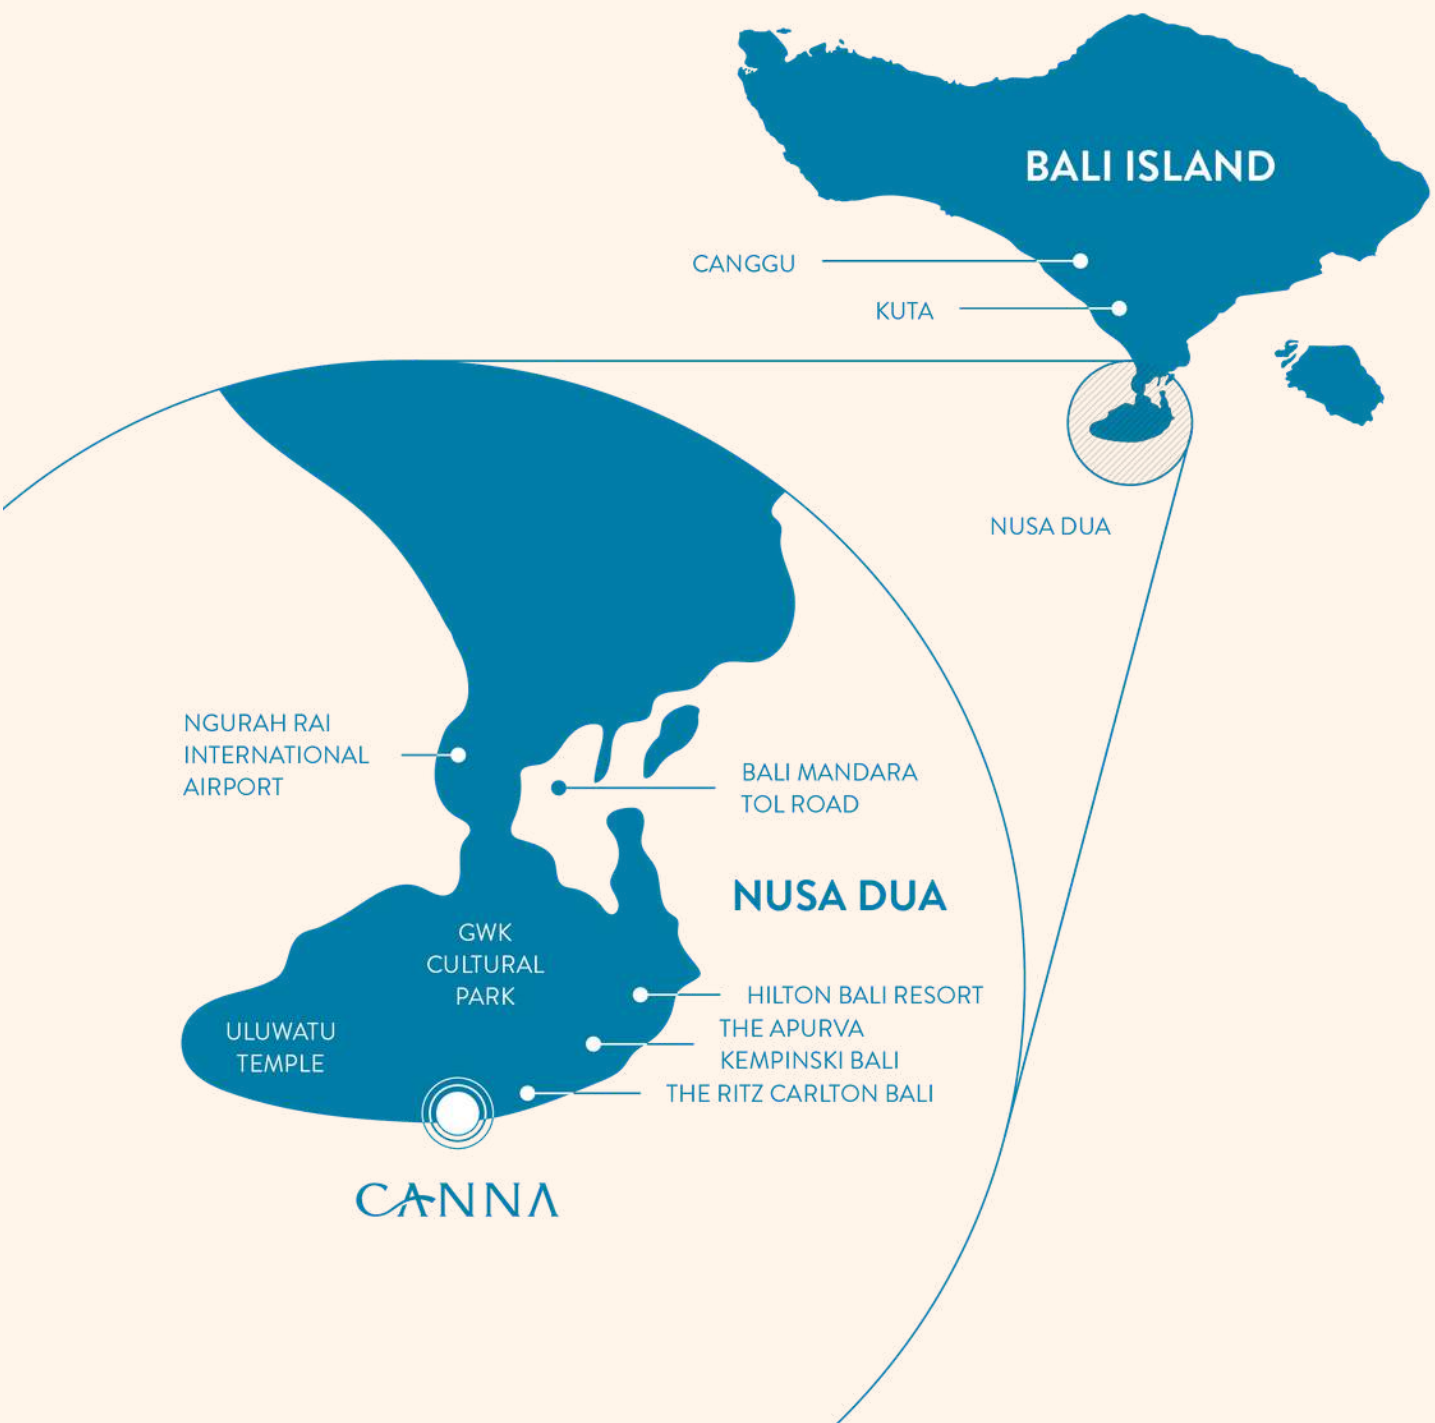 BALI ISLAND
CANGGU
KUTA
NUSA DUA
NGURAH RAI
INTERNATIONAL
AIRPORT
BALI MANDARA
TOL ROAD
NUSA DUA
GWK
CULTURAL
PARK
HILTON BALI RESORT
ULUWATU
TEMPLE
THE APURVA
KEMPINSKI BALI
THE RITZ CARLTON BALI
CANNA